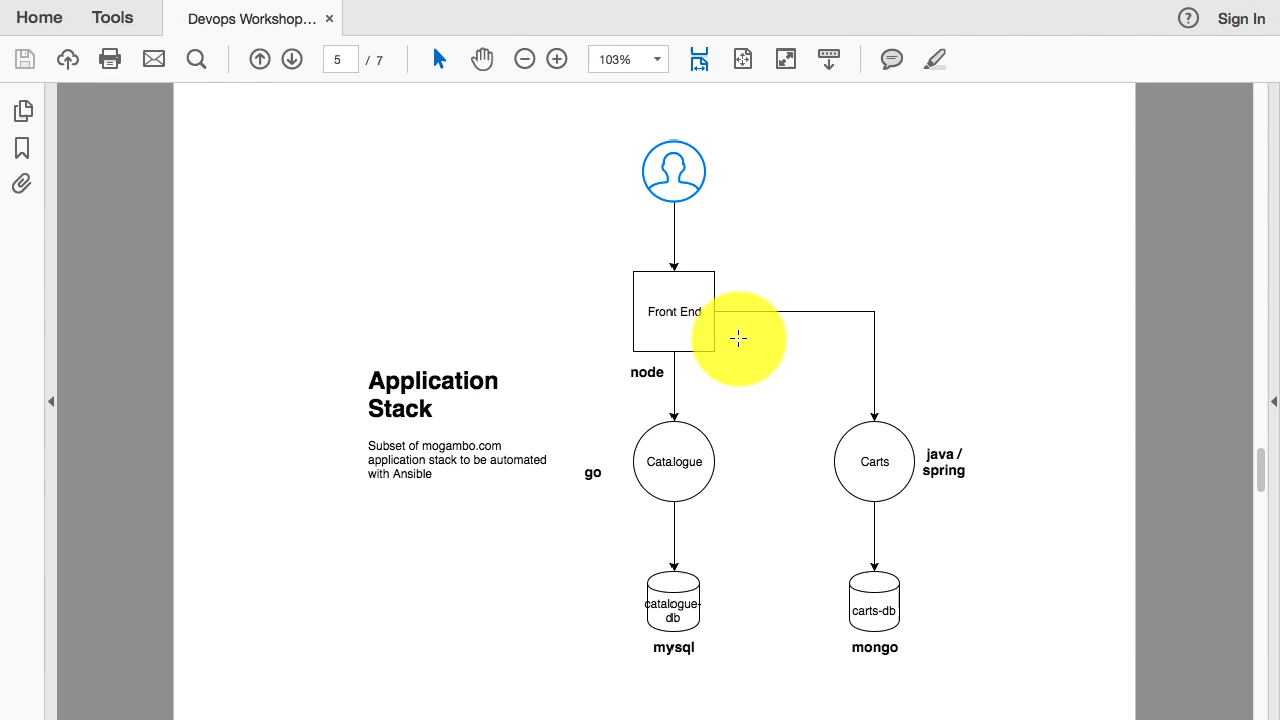 Home
Tools
Devops Workshop...
Sign In
5
/ 7
103%
Front End
node
Application
Stack
Subset of mogambo.com
application stack to be automated
with Ansible
go
Catalogue
Carts
java /
spring
catalogue-
db
carts-db
mysql
mongo